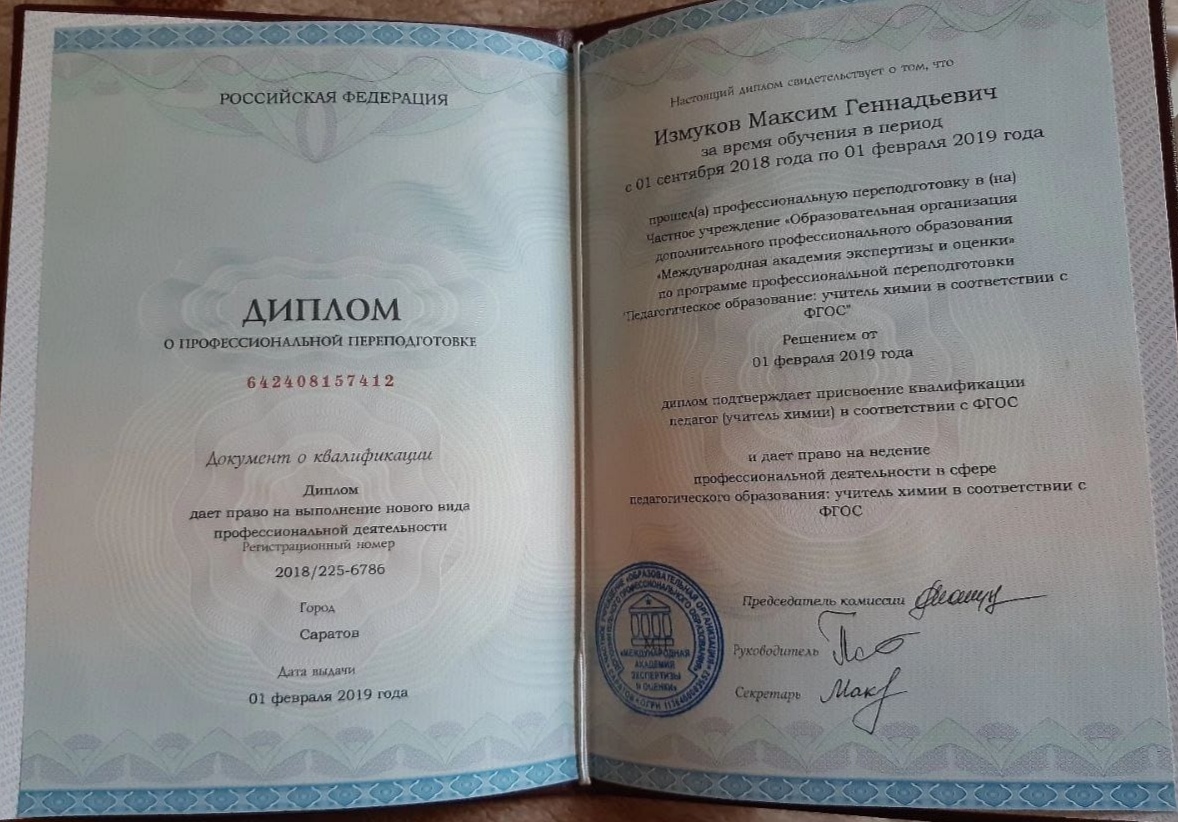 РОССИЙСКАЯ ФЕДЕРАЦИЯ
ДИПЛОМ
О ПРОФЕССИОНАЛЬНОЙ ПЕРЕПОДГОТОВКЕ
642408157412
Документ о квалификации
Диплом
дает право на выполнение нового вида
профессиональной деятельности
Регистрационный номер
2018/225-6786
Город
Саратов
Дата выдачи
01 февраля 2019 года
Настоящий диплом свидетельствует о том, что
Измуков Максим Геннадьевич
за время обучения в период
с 01 сентября 2018 года по 01 февраля 2019 года
прошел(а) профессиональную переподготовку в (на)
Частное учреждение «Образовательная организация
дополнительного профессионального образования
«Международная академия экспертизы и оценки»
по программе профессиональной переподготовки
"Педагогическое образование: учитель химии в соответствии с
ФГОС"
Решением от
01 февраля 2019 года
диплом подтверждает присвоение квалификации
педагог (учитель химии) в соответствии с ФГОС
и дает право на ведение
профессиональной деятельности в сфере
педагогического образования: учитель химии в соответствии с
ФГОС
Председатель комиссии
Руководитель
Секретарь
М.П.
«МЕЖДУНАРОДНАЯ
АКАДЕМИЯ
ЭКСПЕРТИЗЫ
И ОЦЕНКИ»